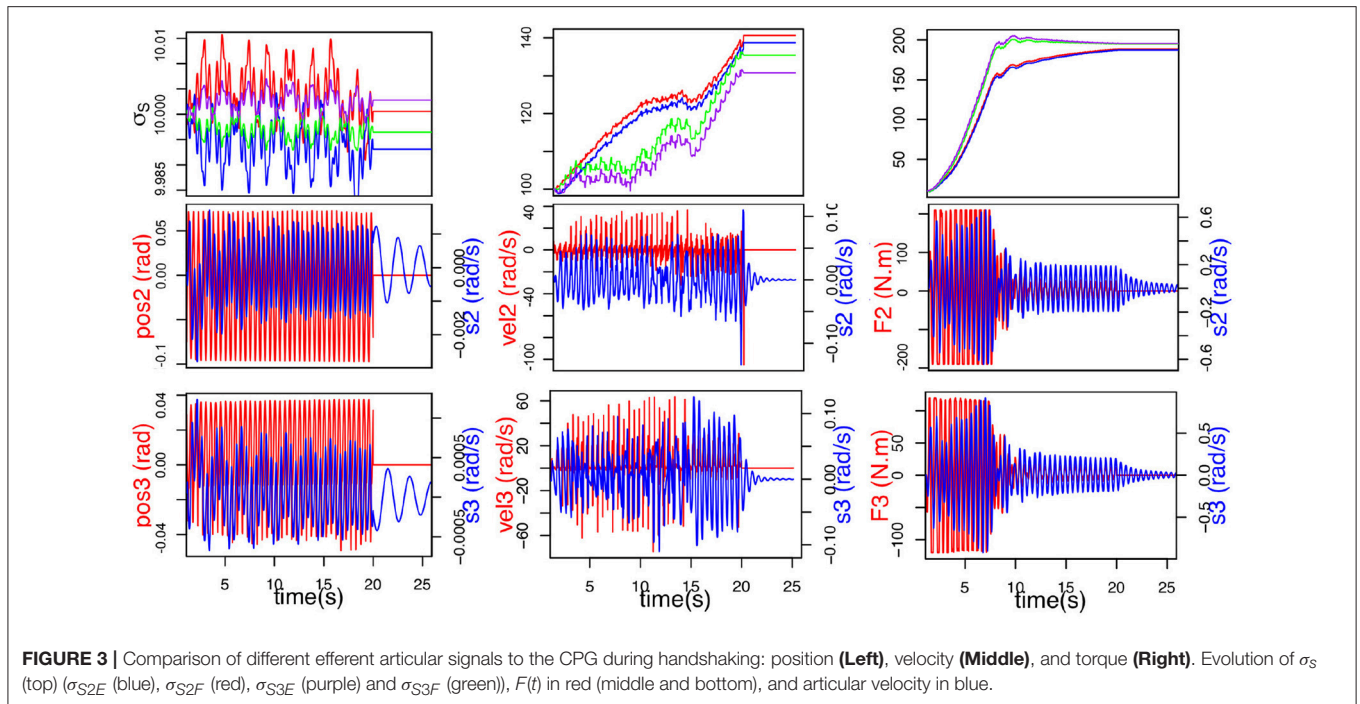 10.01
10.000
9.985
σs
140
120
100
200
150
100
50
0.05
0.00
-0.1
pos2 (rad)
0.000
-0.002
s2 (rad/s)
40
0
-40
-100
vel2 (rad/s)
0.10
0.00
-0.10
s2 (rad/s)
100
0
-200
F2 (N.m)
0.6
0.2
-0.2
-0.6
s2 (rad/s)
0.04
0.00
-0.04
pos3 (rad)
0.0005
-0.0005
s3 (rad/s)
60
20
-20
-60
vel3 (rad/s)
0.10
0.00
-0.10
s3 (rad/s)
50
0
-100
F3 (N.m)
0.5
0.0
-0.5
s3 (rad/s)
5 10 15 20 25
time(s)
5 10 15 20 25
time(s)
5 10 15 20 25
time(s)
FIGURE 3 | Comparison of different efferent articular signals to the CPG during handshaking: position (Left), velocity (Middle), and torque (Right). Evolution of σs
(top) (σS2E (blue), σS2F (red), σS3E (purple) and σS3F (green)), F(t) in red (middle and bottom), and articular velocity in blue.